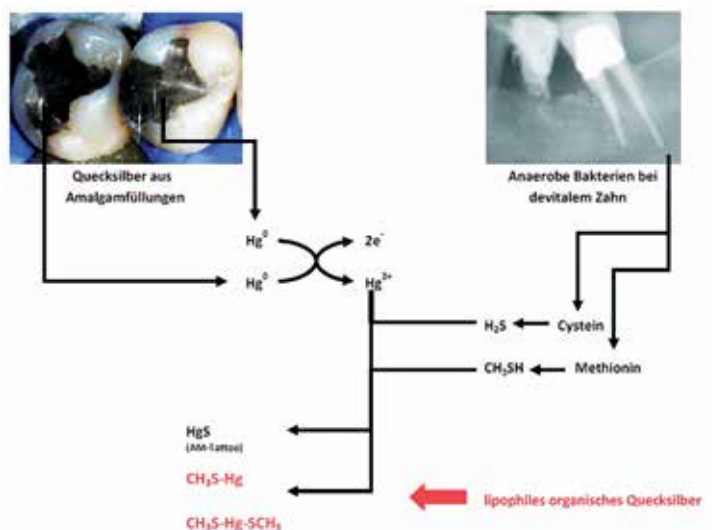 Quecksilber aus
Amalgamfüllungen
Anaerobe Bakterien bei
devitalem Zahn
Hg⁰ 2e⁻
Hg⁰ Hg²⁺
H₂S Cystein
CH₃SH Methionin
HgS
(AM-Tattoo)
CH₃S-Hg
lipophiles organisches Quecksilber
CH₃S-Hg-SCH₃